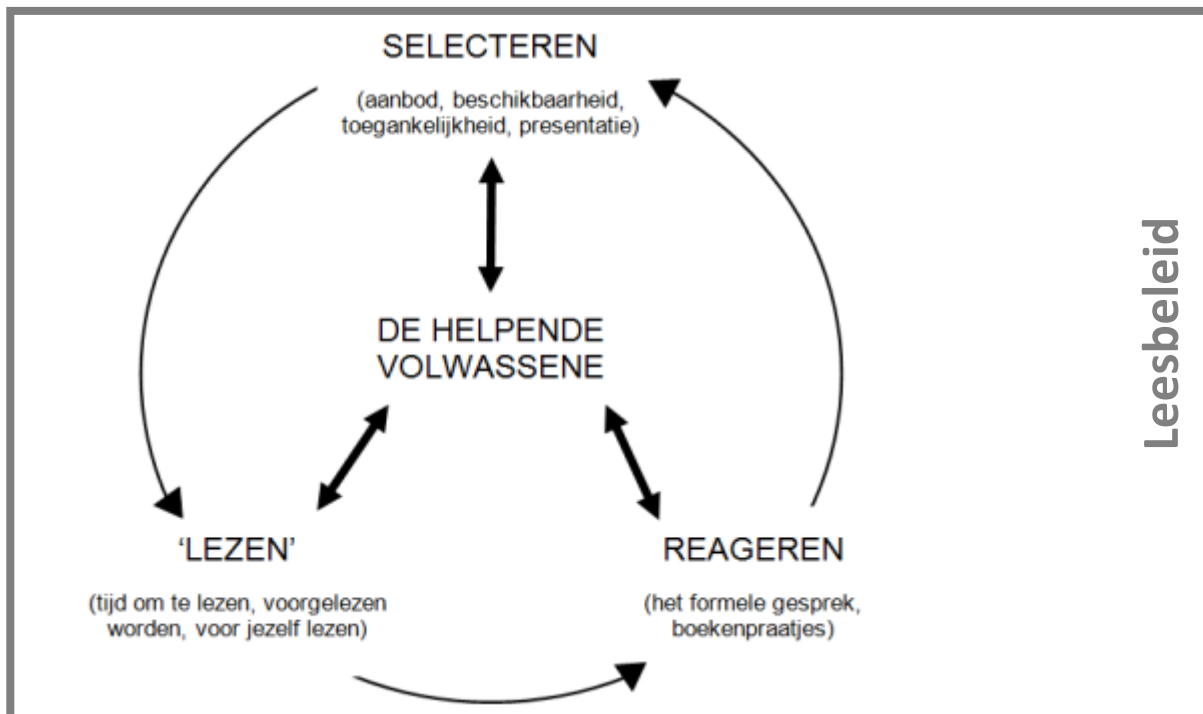 SELECTEREN
(aanbod, beschikbaarheid,
toegankelijkheid, presentatie)
DE HELPENDE
VOLWASSENE
‘LEZEN’
(tijd om te lezen, voorgelezen
worden, voor jezelf lezen)
REAGEREN
(het formele gesprek,
boekenpraatjes)
Leesbeleid